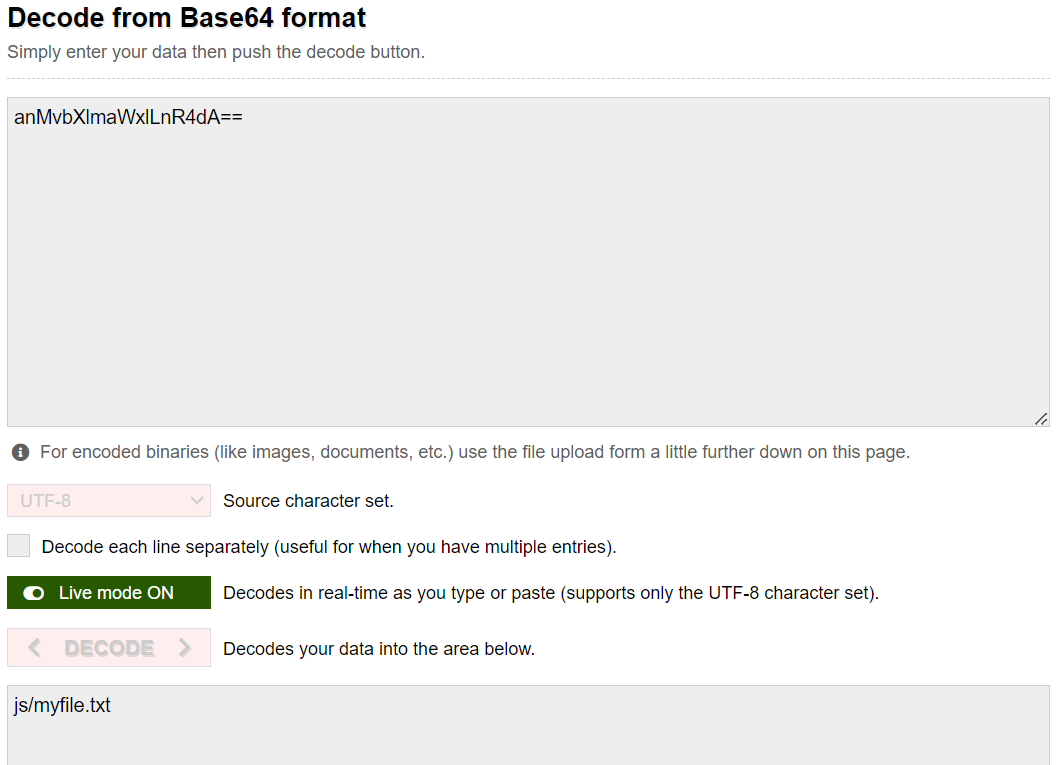 Decode from Base64 format
Simply enter your data then push the decode button.
anMvbXlmaWxlLnR4dA==
For encoded binaries (like images, documents, etc.) use the file upload form a little further down on this page.
UTF-8 Source character set.
Decode each line separately (useful for when you have multiple entries).
Live mode ON Decodes in real-time as you type or paste (supports only the UTF-8 character set).
DECODE Decodes your data into the area below.
js/myfile.txt